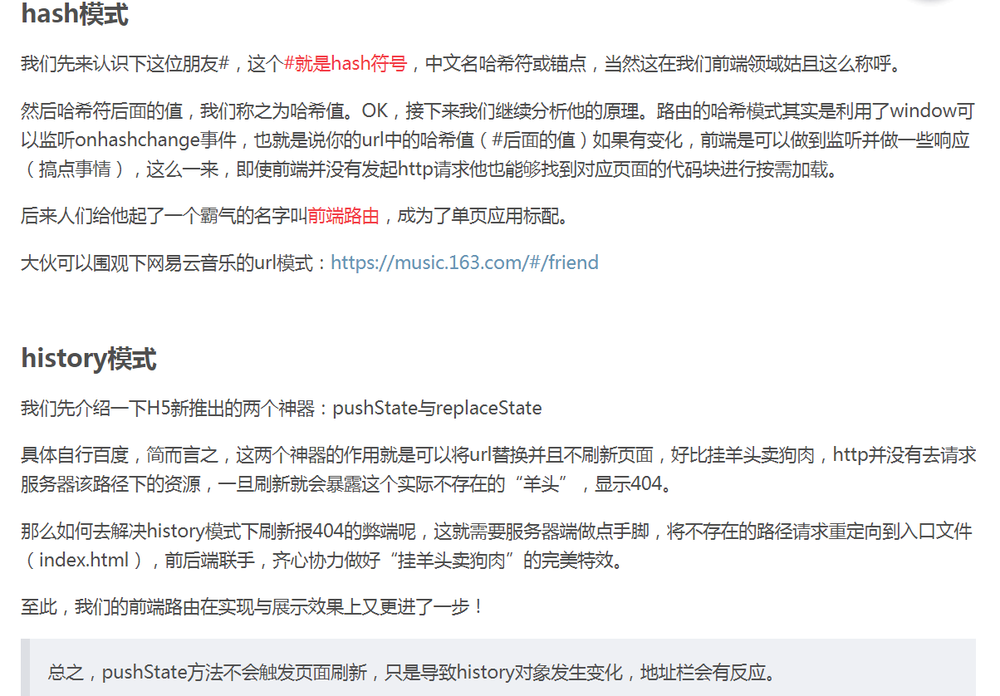 hash模式
我们先来认识下这位朋友#，这个#就是hash符号，中文名哈希符或锚点，当然这在我们前端领域姑且这么称呼。
然后哈希符后面的值，我们称之为哈希值。OK，接下来我们继续分析他的原理。路由的哈希模式其实是利用了window可
以监听onhashchange事件，也就是说你的url中的哈希值（#后面的值）如果有变化，前端是可以做到监听并做一些响应
（搞点事情），这么一来，即使前端并没有发起http请求他也能够找到对应页面的代码块进行按需加载。
后来人们给他起了一个霸气的名字叫前端路由，成为了单页应用标配。
大伙可以围观下网易云音乐的url模式：https://music.163.com/#/friend
history模式
我们先介绍一下H5新推出的两个神器：pushState与replaceState
具体自行百度，简而言之，这两个神器的作用就是可以将url替换并且不刷新页面，好比挂羊头卖狗肉，http并没有去请求
服务器该路径下的资源，一旦刷新就会暴露这个实际不存在的“羊头”，显示404。
那么如何去解决history模式下刷新报404的弊端呢，这就需要服务器端做点手脚，将不存在的路径请求重定向到入口文件
（index.html），前后端联手，齐心协力做好“挂羊头卖狗肉”的完美特效。
至此，我们的前端路由在实现与展示效果上又更进了一步！
总之，pushState方法不会触发页面刷新，只是导致history对象发生变化，地址栏会有反应。